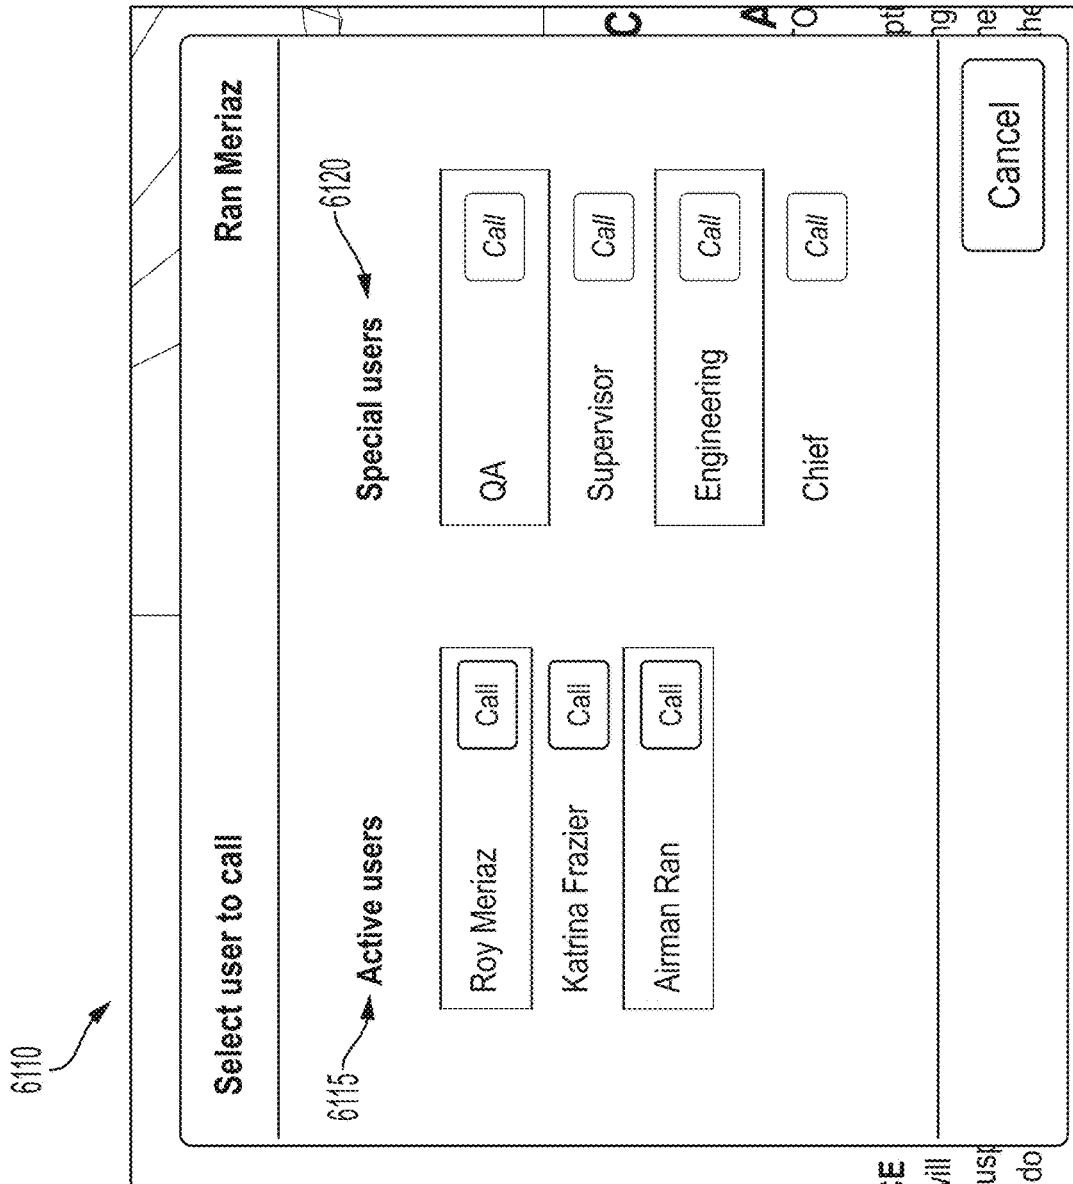 6110
Select user to call Ran Meriaz
6115 Active users
Special users 6120
Roy Meriaz Call
Katrina Frazier Call
Airman Ran Call
QA Call
Supervisor Call
Engineering Call
Chief Call
Cancel